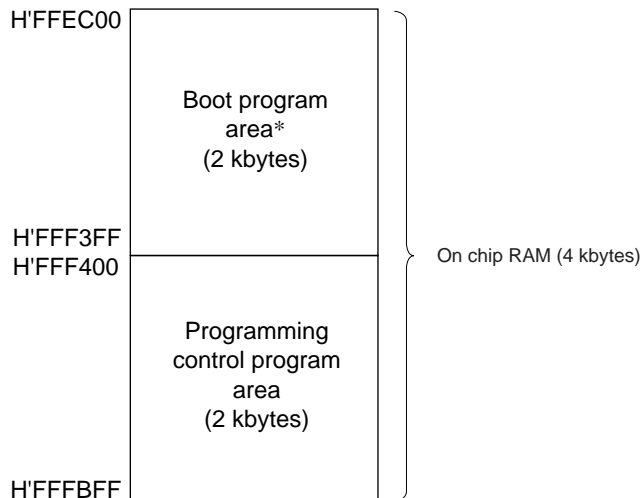 H'FFEC00
Boot program
area*
(2 kbytes)
H'FFF3FF
H'FFF400
On chip RAM (4 kbytes)
Programming
control program
area
(2 kbytes)
H'FFFBFF